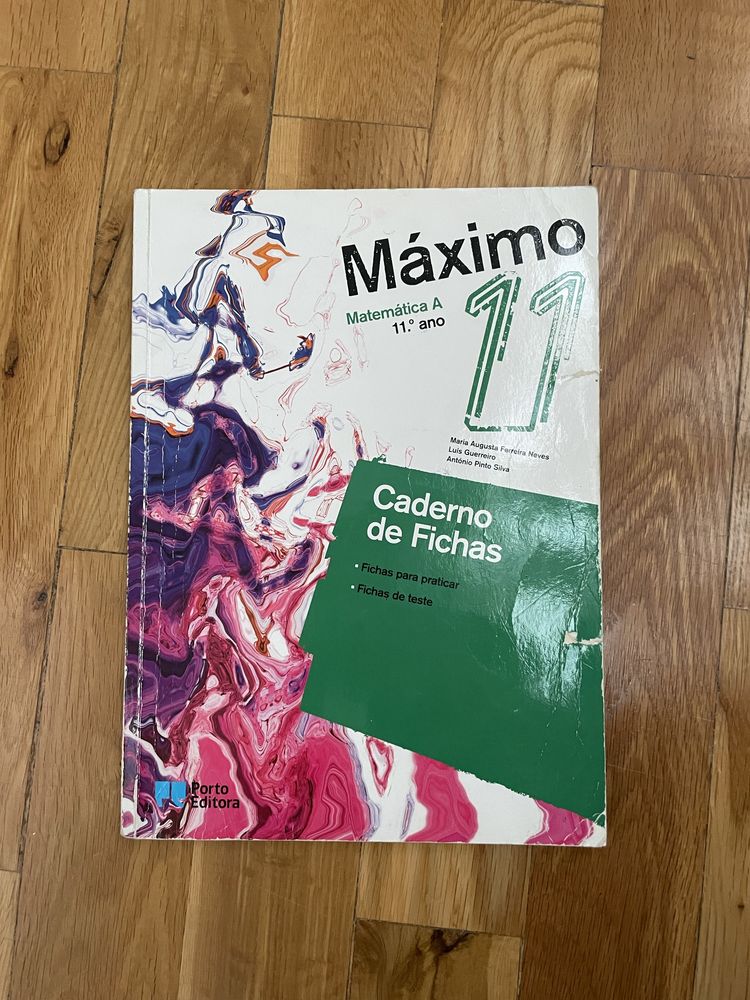 Máximo
Matemática A
11.º ano
11
Maria Augusta Ferreira Neves
Luís Guerreiro
António Pinto Silva
Caderno
de Fichas
• Fichas para praticar
• Fichas de teste
Porto
Editora